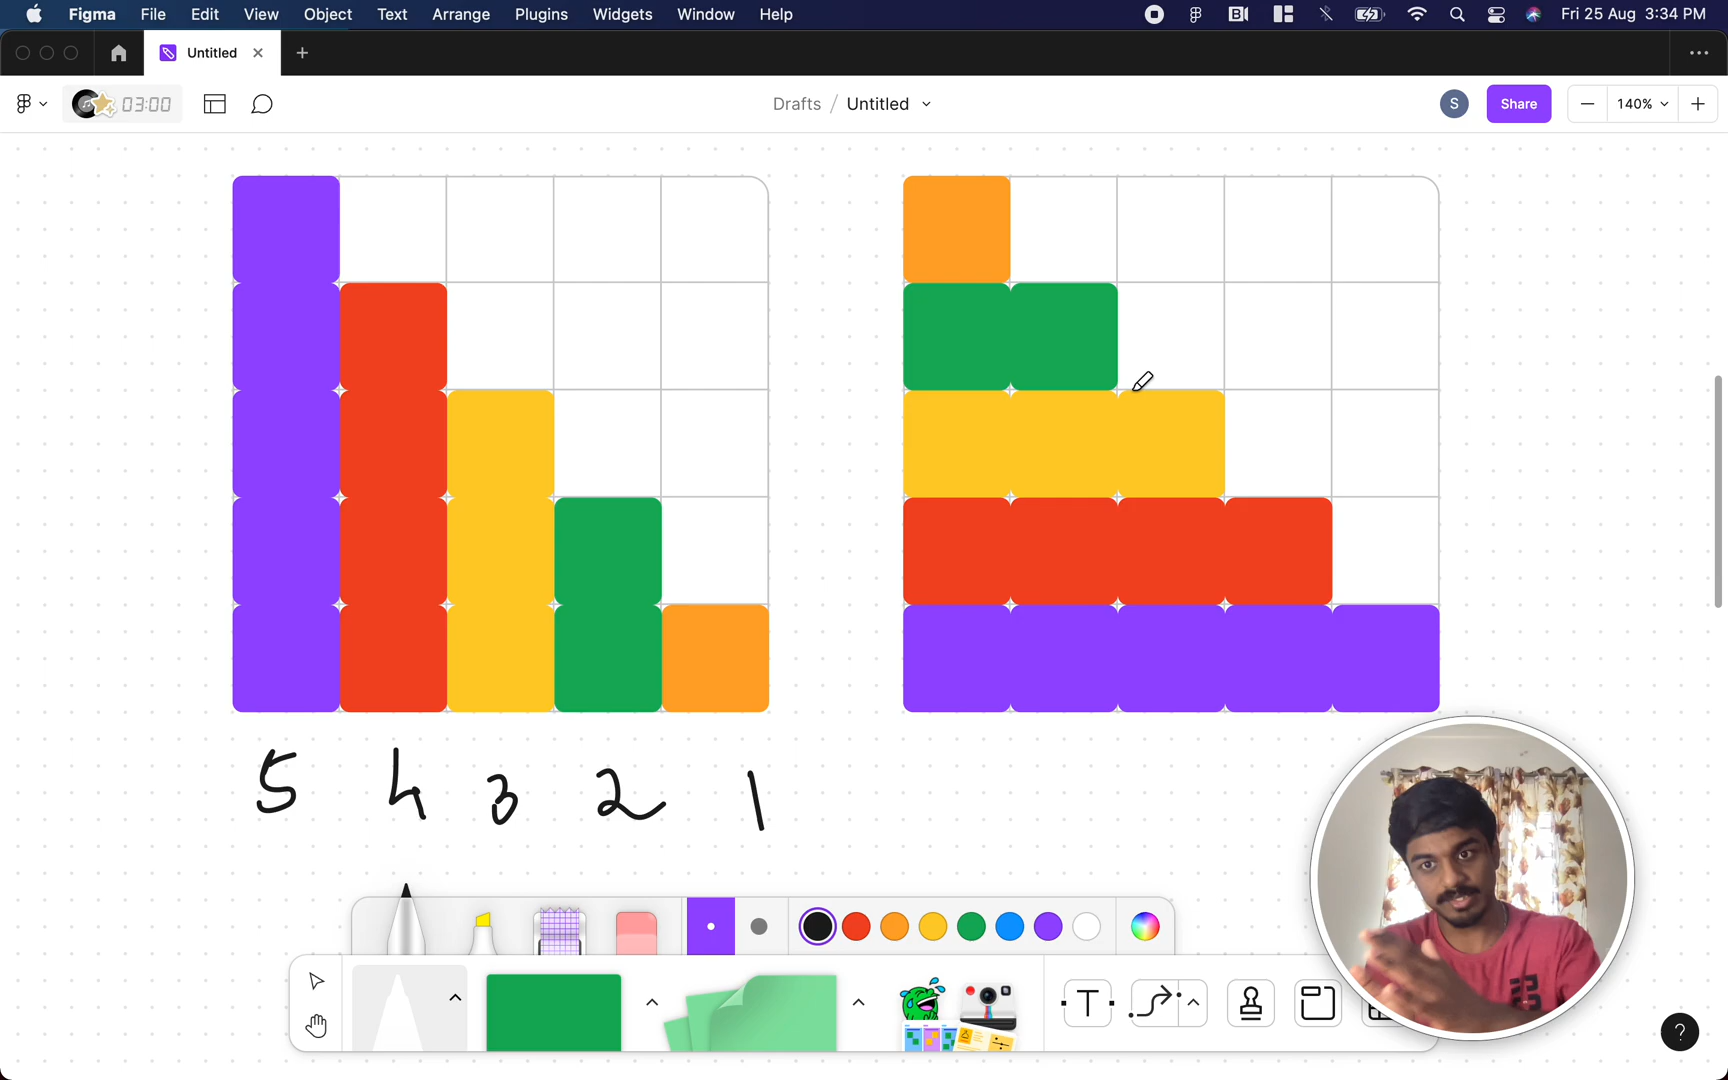 Figma File Edit View Object Text Arrange Plugins Widgets Window Help Fri 25 Aug 3:34 PM
Untitled
03:00 Drafts / Untitled S Share 140%
5 4 3 2 1
T
?